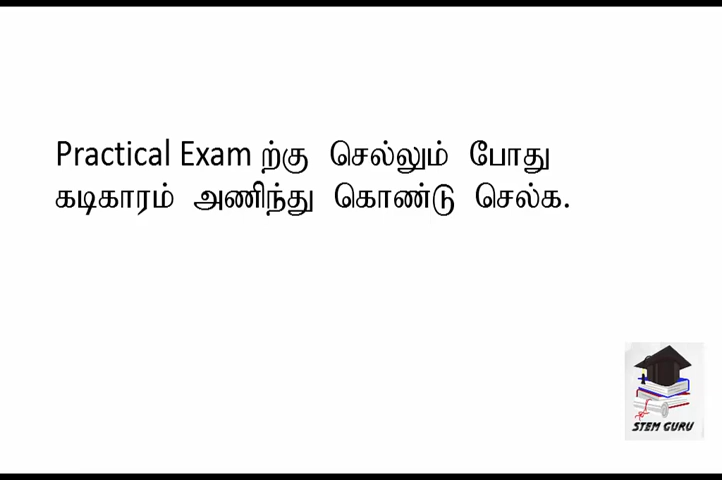 Practical Exam ற்கு செல்லும் போது
கடிகாரம் அணிந்து கொண்டு செல்க.
STEM GURU